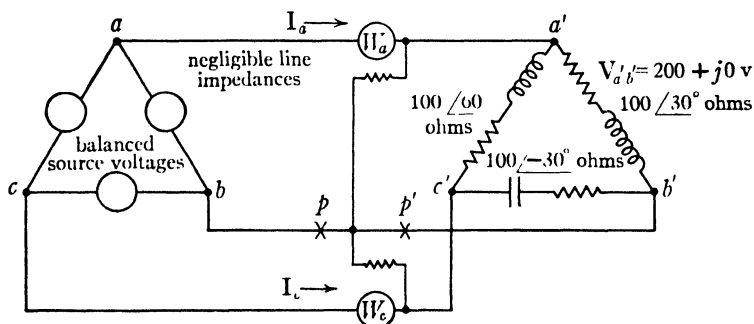 I_a →
a
W_a
a'
negligible line
impedances
V_a'b' = 200 + j0 v
100 /60
ohms
100 /30° ohms
balanced
source voltages
100 /−30°
ohms
c
b
p
p'
c'
b'
I_c →
W_c